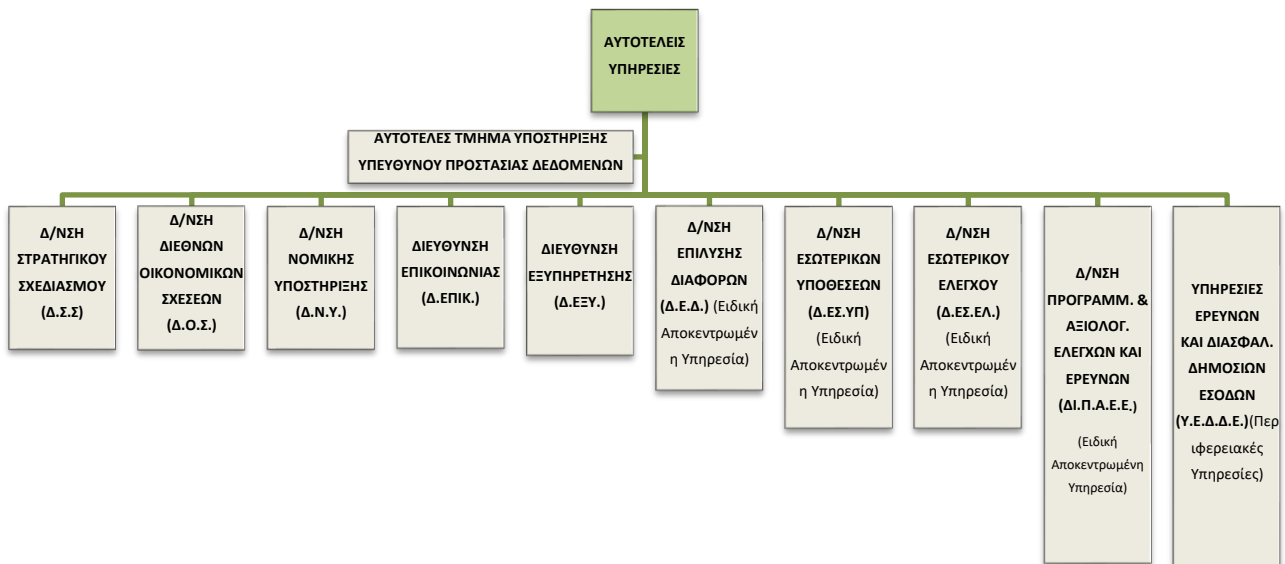 ΑΥΤΟΤΕΛΕΙΣ
ΥΠΗΡΕΣΙΕΣ
ΑΥΤΟΤΕΛΕΣ ΤΜΗΜΑ ΥΠΟΣΤΗΡΙΞΗΣ
ΥΠΕΥΘΥΝΟΥ ΠΡΟΣΤΑΣΙΑΣ ΔΕΔΟΜΕΝΩΝ
Δ/ΝΣΗ
ΣΤΡΑΤΗΓΙΚΟΥ
ΣΧΕΔΙΑΣΜΟΥ
(Δ.Σ.Σ)
Δ/ΝΣΗ
ΔΙΕΘΝΩΝ
ΟΙΚΟΝΟΜΙΚΩΝ
ΣΧΕΣΕΩΝ
(Δ.Ο.Σ.)
Δ/ΝΣΗ
ΝΟΜΙΚΗΣ
ΥΠΟΣΤΗΡΙΞΗΣ
(Δ.Ν.Υ.)
ΔΙΕΥΘΥΝΣΗ
ΕΠΙΚΟΙΝΩΝΙΑΣ
(Δ.ΕΠΙΚ.)
ΔΙΕΥΘΥΝΣΗ
ΕΞΥΠΗΡΕΤΗΣΗΣ
(Δ.ΕΞΥ.)
Δ/ΝΣΗ
ΕΠΙΛΥΣΗΣ
ΔΙΑΦΟΡΩΝ
(Δ.Ε.Δ.) (Ειδική
Αποκεντρωμέν
η Υπηρεσία)
Δ/ΝΣΗ
ΕΣΩΤΕΡΙΚΩΝ
ΥΠΟΘΕΣΕΩΝ
(Δ.ΕΣ.ΥΠ)
(Ειδική
Αποκεντρωμέν
η Υπηρεσία)
Δ/ΝΣΗ
ΕΣΩΤΕΡΙΚΟΥ
ΕΛΕΓΧΟΥ
(Δ.ΕΣ.ΕΛ.)
(Ειδική
Αποκεντρωμέν
η Υπηρεσία)
Δ/ΝΣΗ
ΠΡΟΓΡΑΜΜ. &
ΑΞΙΟΛΟΓ.
ΕΛΕΓΧΩΝ ΚΑΙ
ΕΡΕΥΝΩΝ
(ΔΙ.Π.Α.Ε.Ε.)
(Ειδική
Αποκεντρωμένη
Υπηρεσία)
ΥΠΗΡΕΣΙΕΣ
ΕΡΕΥΝΩΝ
ΚΑΙ ΔΙΑΣΦΑΛ.
ΔΗΜΟΣΙΩΝ
ΕΣΟΔΩΝ
(Υ.Ε.Δ.Δ.Ε.)(Περ
ιφερειακές
Υπηρεσίες)